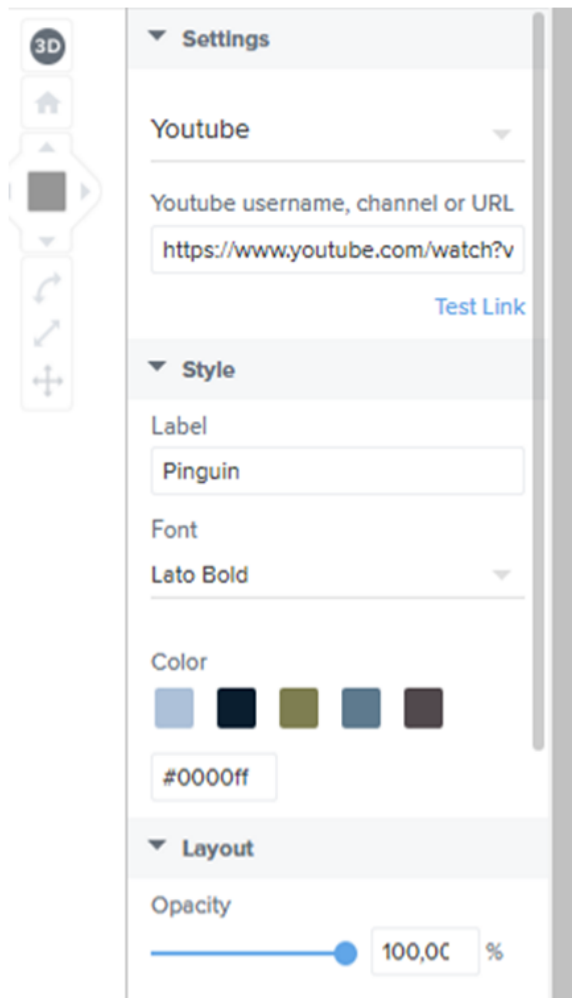 3D
Settings
Youtube
Youtube username, channel or URL
https://www.youtube.com/watch?v
Test Link
Style
Label
Pinguin
Font
Lato Bold
Color
#0000ff
Layout
Opacity
100,00 %